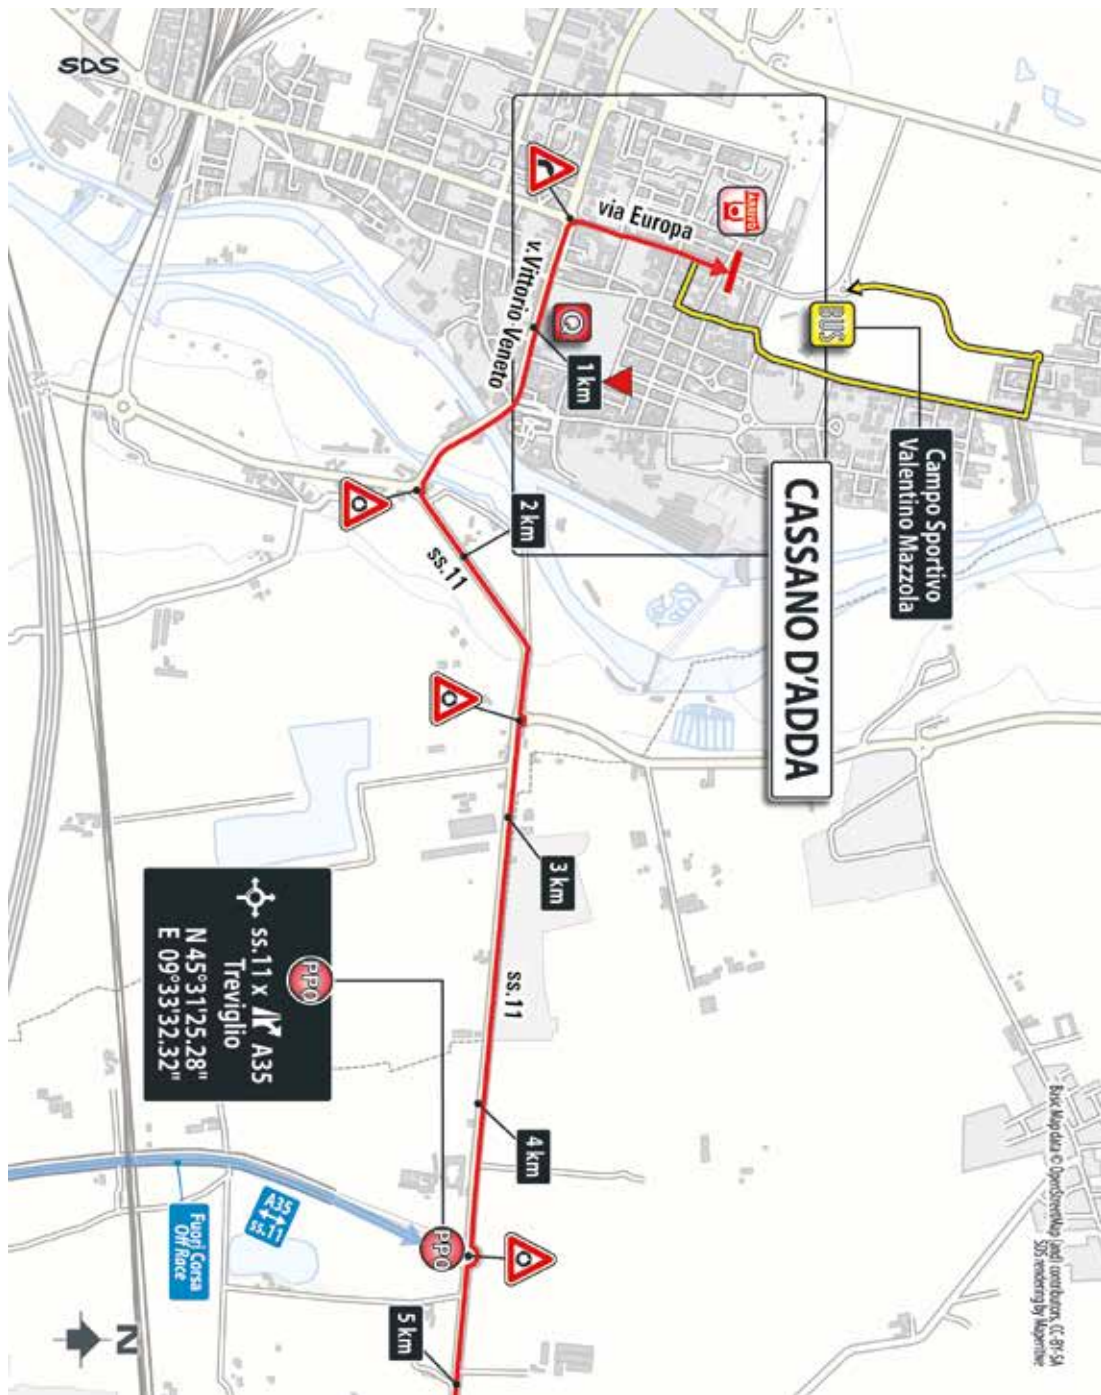 SDS
ARRIVO
via Europa
v.Vittorio Veneto
Q
1 km
BUS
Campo Sportivo
Valentino Mazzola
CASSANO D'ADDA
2 km
ss.11
3 km
ss.11
PPO
ss.11 x A35
Treviglio
N 45°31'25.28"
E 09°33'32.32"
4 km
A35
ss.11
Fuori Corsa
Off Race
PPO
5 km
N
Basic Map data © OpenStreetMap (and) contributors, CC-BY-SA
SDS rendering by Mapentine